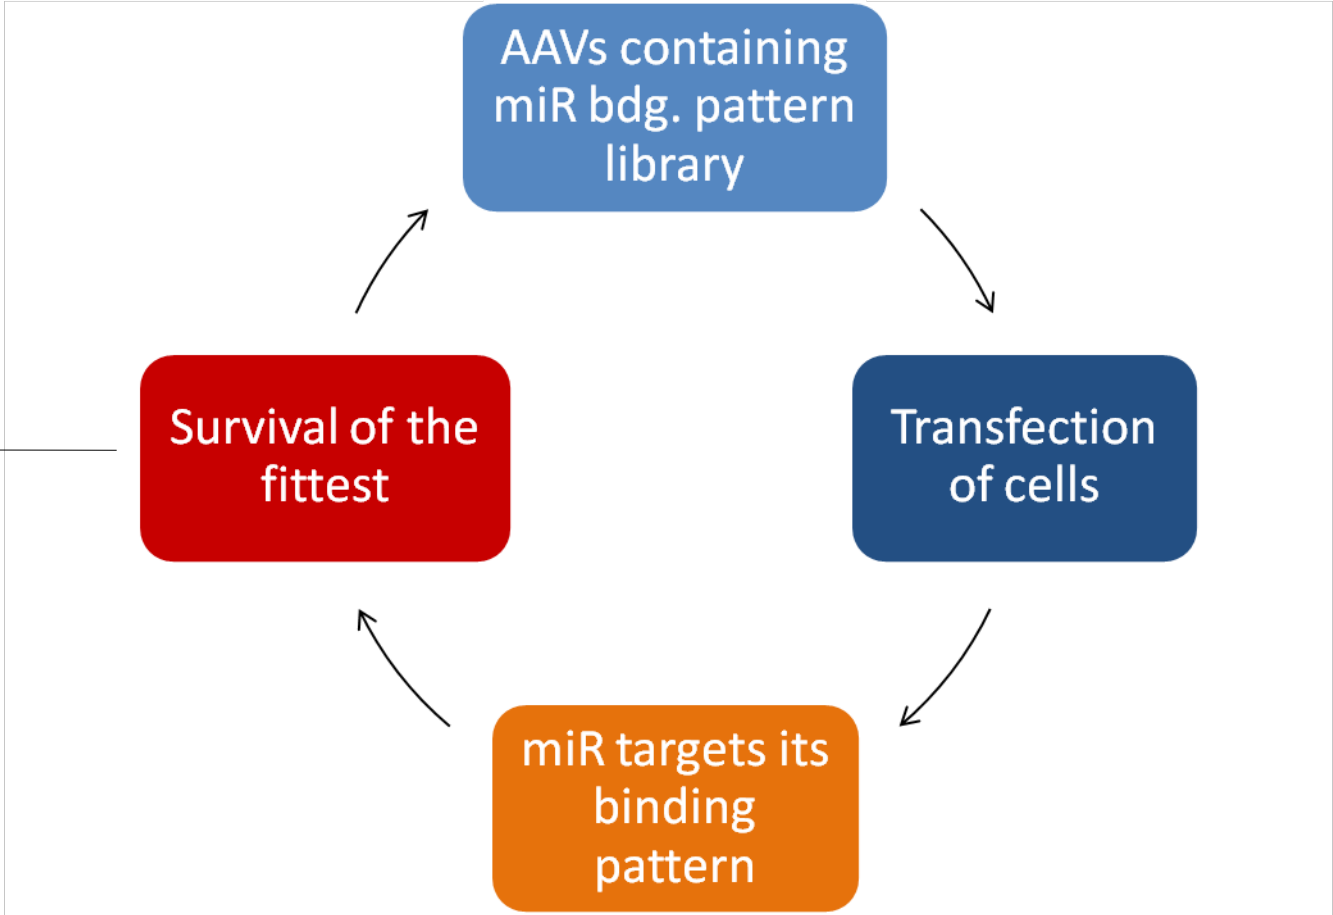 AAVs containing
miR bdg. pattern
library
Transfection
of cells
miR targets its
binding
pattern
Survival of the
fittest